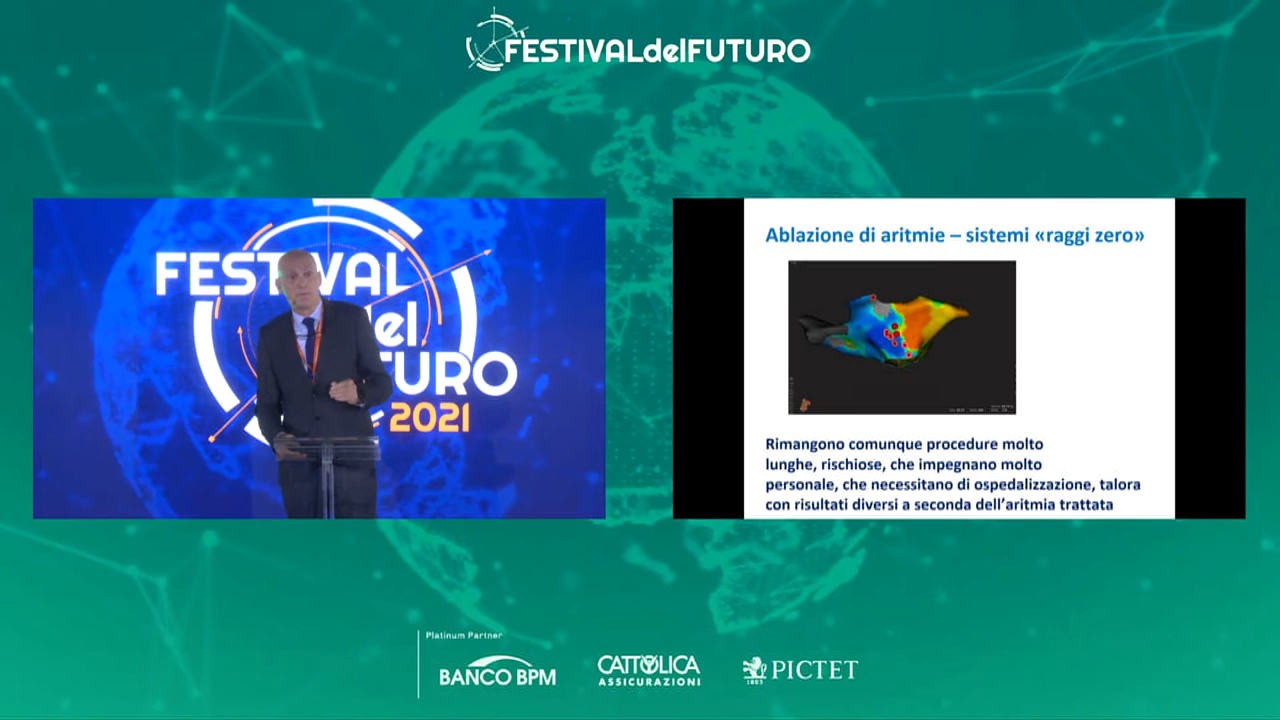 FESTIVALdelFUTURO
FESTIVAL
del
FUTURO
2021
Ablazione di aritmie – sistemi «raggi zero»
Rimangono comunque procedure molto
lunghe, rischiose, che impegnano molto
personale, che necessitano di ospedalizzazione, talora
con risultati diversi a seconda dell'aritmia trattata
Platinum Partner
BANCO BPM
CATTOLICA
ASSICURAZIONI
PICTET
1805